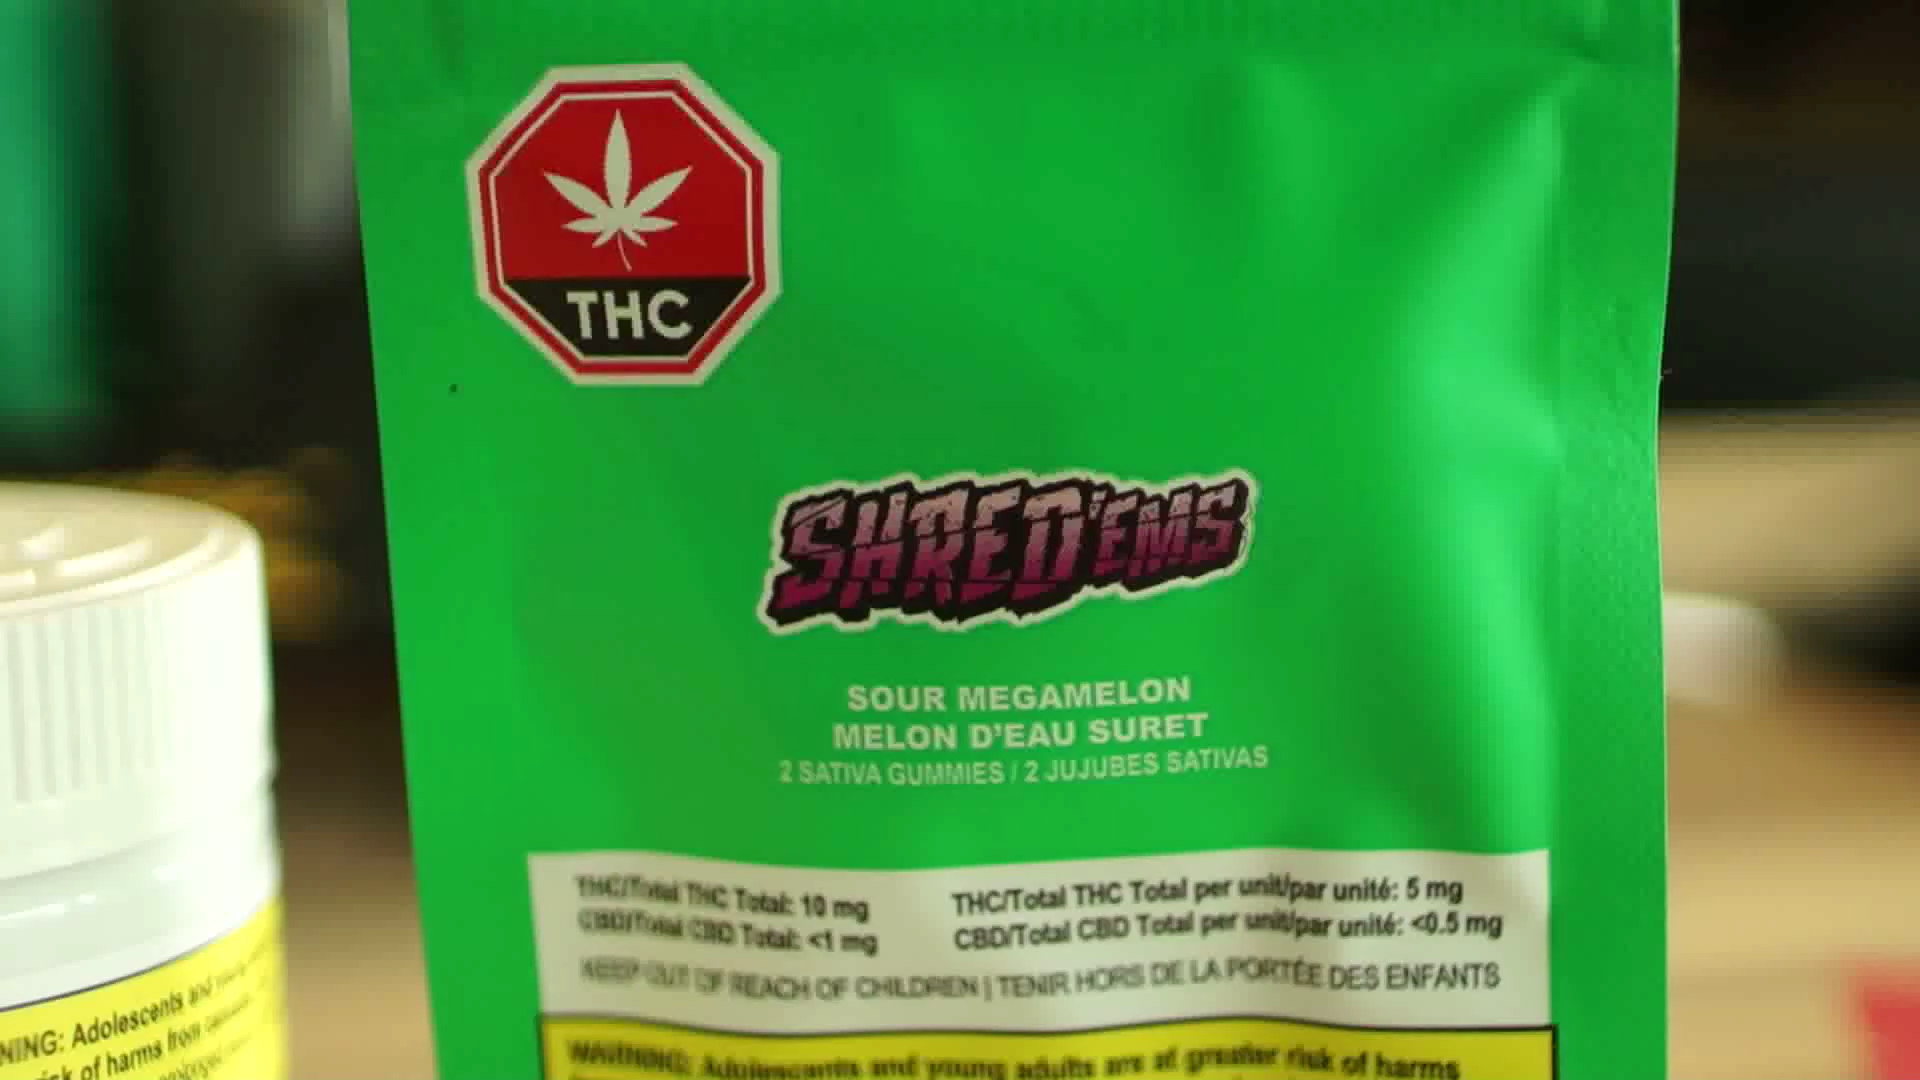 THC
SHRED'EMS
SOUR MEGAMELON
MELON D'EAU SURET
2 SATIVA GUMMIES / 2 JUJUBES SATIVAS
THC/Total THC Total: 10 mg
CBD/Total CBD Total: <1 mg
THC/Total THC Total per unit/par unité: 5 mg
CBD/Total CBD Total per unit/par unité: <0.5 mg
KEEP OUT OF REACH OF CHILDREN | TENIR HORS DE LA PORTÉE DES ENFANTS
WARNING: Adolescents and young adults are at greater risk of harms
NING: Adolescents and
risk of harms from